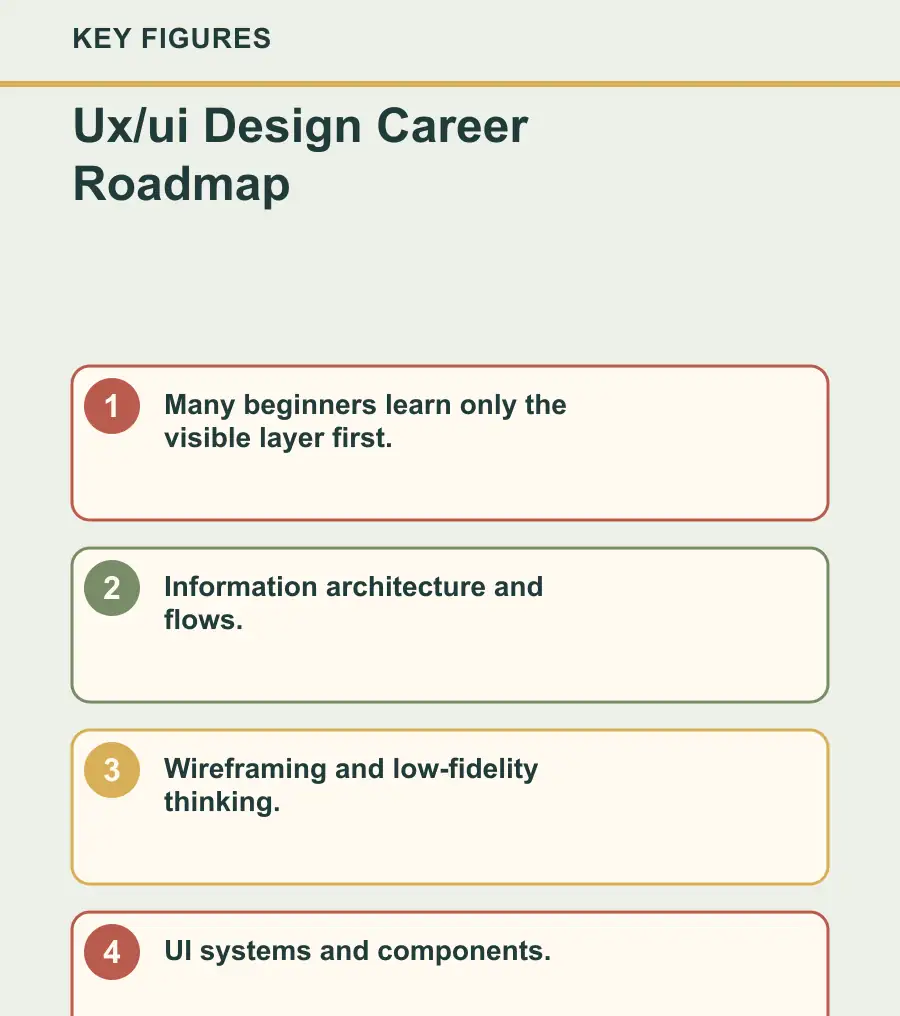 KEY FIGURES
Ux/ui Design Career
Roadmap
1
Many beginners learn only the
visible layer first.
2
Information architecture and
flows.
3
Wireframing and low-fidelity
thinking.
4
UI systems and components.